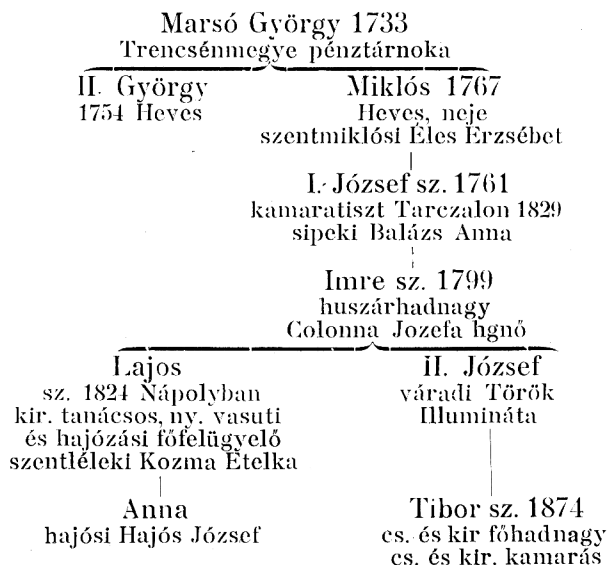 Marsó György 1733
Trencsénmegye pénztárnoka
II. György
1754 Heves
Miklós 1767
Heves, neje
szentmiklósi Éles Erzsébet
I. József sz. 1761
kamaratiszt Tarczalon 1829
sipeki Balázs Anna
Imre sz. 1799
huszárhadnagy
Colonna Jozefa hgnő
Lajos
sz. 1824 Nápolyban
kir. tanácsos, ny. vasuti
és hajózási főfelügyelő
szentléleki Kozma Etelka
II. József
váradi Török
Illumináta
Anna
hajósi Hajós József
Tibor sz. 1874
cs. és kir főhadnagy
cs. és kir. kamarás